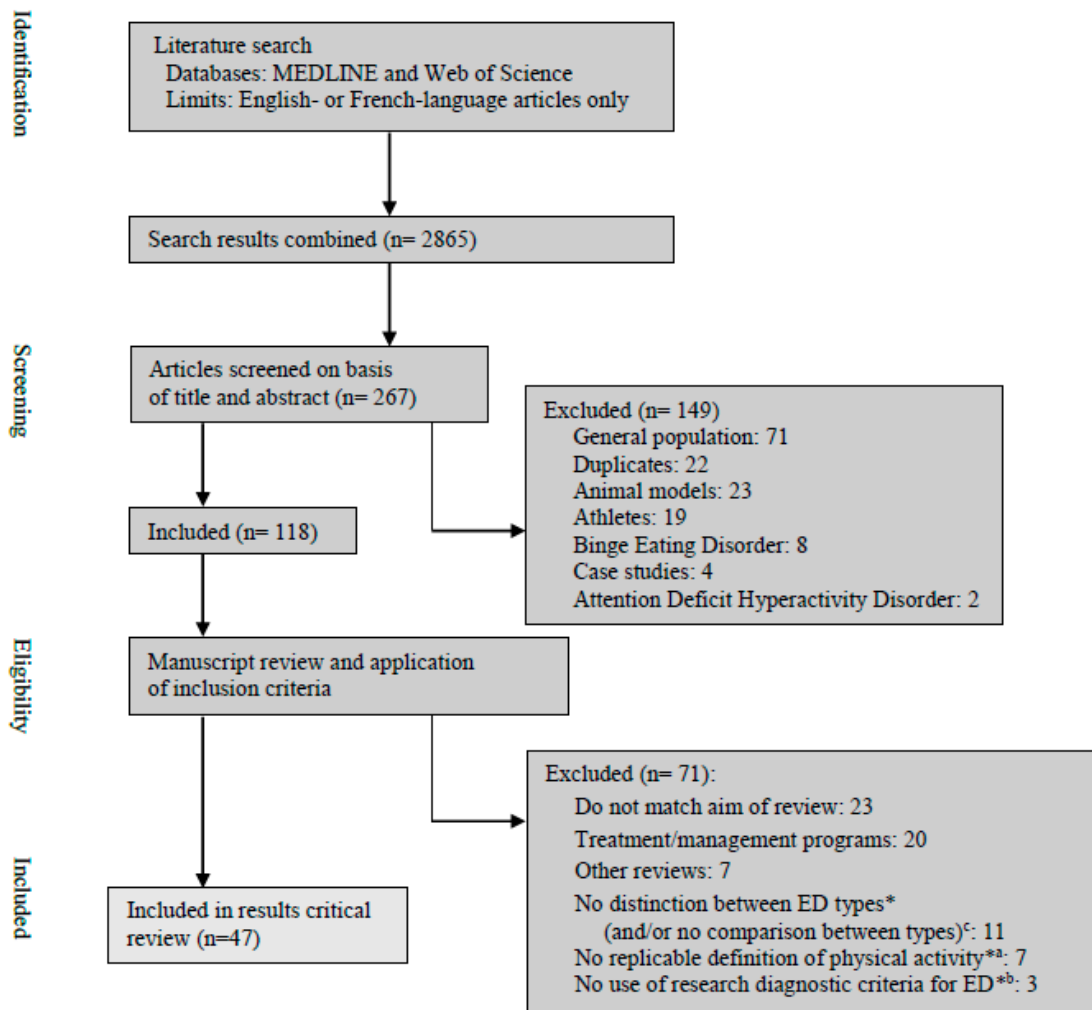 Identification
Literature search
Databases: MEDLINE and Web of Science
Limits: English- or French-language articles only
Search results combined (n= 2865)
Screening
Articles screened on basis
of title and abstract (n= 267)
Excluded (n= 149)
General population: 71
Duplicates: 22
Animal models: 23
Athletes: 19
Binge Eating Disorder: 8
Case studies: 4
Attention Deficit Hyperactivity Disorder: 2
Included (n= 118)
Eligibility
Manuscript review and application
of inclusion criteria
Excluded (n= 71):
Do not match aim of review: 23
Treatment/management programs: 20
Other reviews: 7
No distinction between ED types*
(and/or no comparison between types)ᶜ: 11
No replicable definition of physical activity*ᵃ: 7
No use of research diagnostic criteria for ED*ᵇ: 3
Included
Included in results critical
review (n=47)